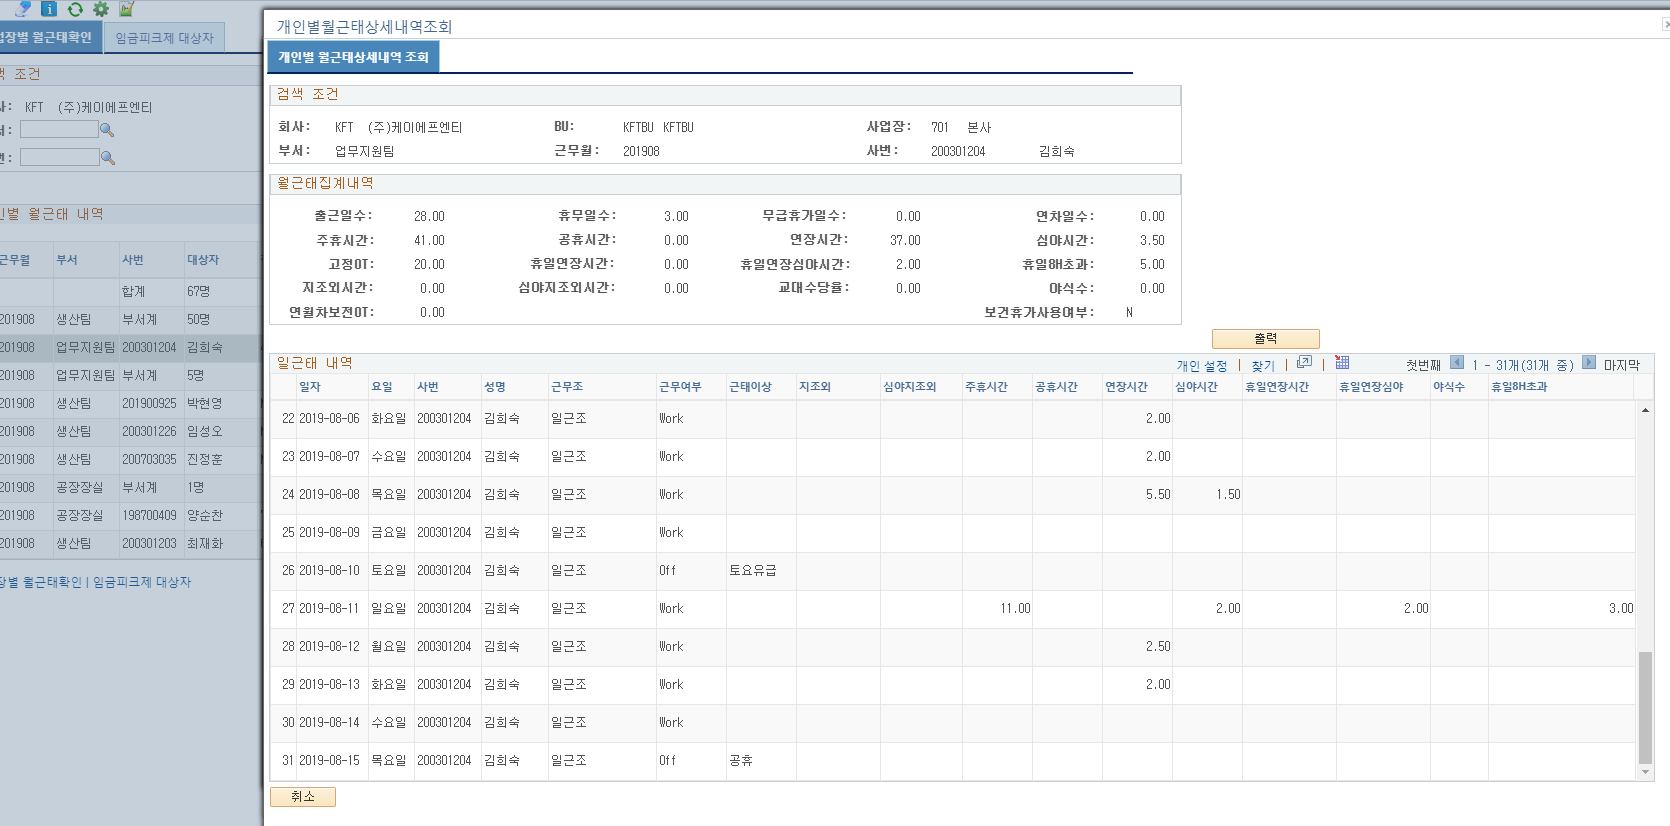 개인별월근태상세내역조회
업장별 월근태확인 임금피크제 대상자
개인별 월근태상세내역 조회
색 조건
KFT (주)케이에프엔티
인별 월근태 내역
근무월 부서 사번 대상자
합계 67명
201908 생산팀 부서계 50명
201908 업무지원팀 200301204 김희숙
201908 업무지원팀 부서계 5명
201908 생산팀 201900925 박현영
201908 생산팀 200301226 임성오
201908 생산팀 200703035 진정훈
201908 공장장실 부서계 1명
201908 공장장실 198700409 양순찬
201908 생산팀 200301203 최재화
장별 월근태확인 | 임금피크제 대상자
검색 조건
회사: KFT (주)케이에프엔티 BU: KFTBU KFTBU 사업장: 701 본사
부서: 업무지원팀 근무월: 201908 사번: 200301204 김희숙
월근태집계내역
출근일수: 28.00 휴무일수: 3.00 무급휴가일수: 0.00 연차일수: 0.00
주휴시간: 41.00 공휴시간: 0.00 연장시간: 37.00 심야시간: 3.50
고정OT: 20.00 휴일연장시간: 0.00 휴일연장심야시간: 2.00 휴일8H초과: 5.00
지조외시간: 0.00 심야지조외시간: 0.00 교대수당율: 0.00 야식수: 0.00
연월차보전OT: 0.00 보건휴가사용여부: N
출력
일근태 내역 개인 설정 | 찾기 | | 첫번째 1 - 31개(31개 중) 마지막
일자 요일 사번 성명 근무조 근무여부 근태이상 지조외 심야지조외 주휴시간 공휴시간 연장시간 심야시간 휴일연장시간 휴일연장심야 야식수 휴일8H초과
22 2019-08-06 화요일 200301204 김희숙 일근조 Work 2.00
23 2019-08-07 수요일 200301204 김희숙 일근조 Work 2.00
24 2019-08-08 목요일 200301204 김희숙 일근조 Work 5.50 1.50
25 2019-08-09 금요일 200301204 김희숙 일근조 Work
26 2019-08-10 토요일 200301204 김희숙 일근조 Off 토요유급
27 2019-08-11 일요일 200301204 김희숙 일근조 Work 11.00 2.00 2.00 3.00
28 2019-08-12 월요일 200301204 김희숙 일근조 Work 2.50
29 2019-08-13 화요일 200301204 김희숙 일근조 Work 2.00
30 2019-08-14 수요일 200301204 김희숙 일근조 Work
31 2019-08-15 목요일 200301204 김희숙 일근조 Off 공휴
취소